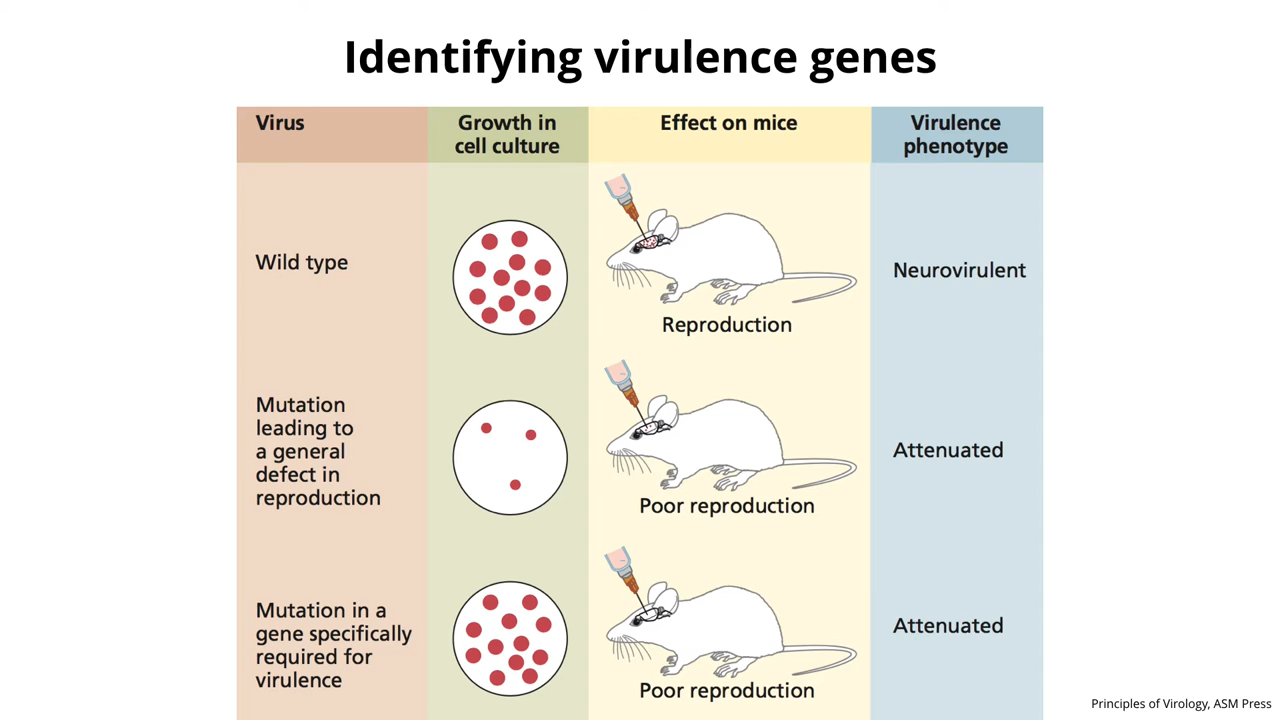 Identifying virulence genes
Virus
Growth in
cell culture
Effect on mice
Virulence
phenotype
Wild type
Reproduction
Neurovirulent
Mutation
leading to
a general
defect in
reproduction
Poor reproduction
Attenuated
Mutation in a
gene specifically
required for
virulence
Poor reproduction
Attenuated
Principles of Virology, ASM Press